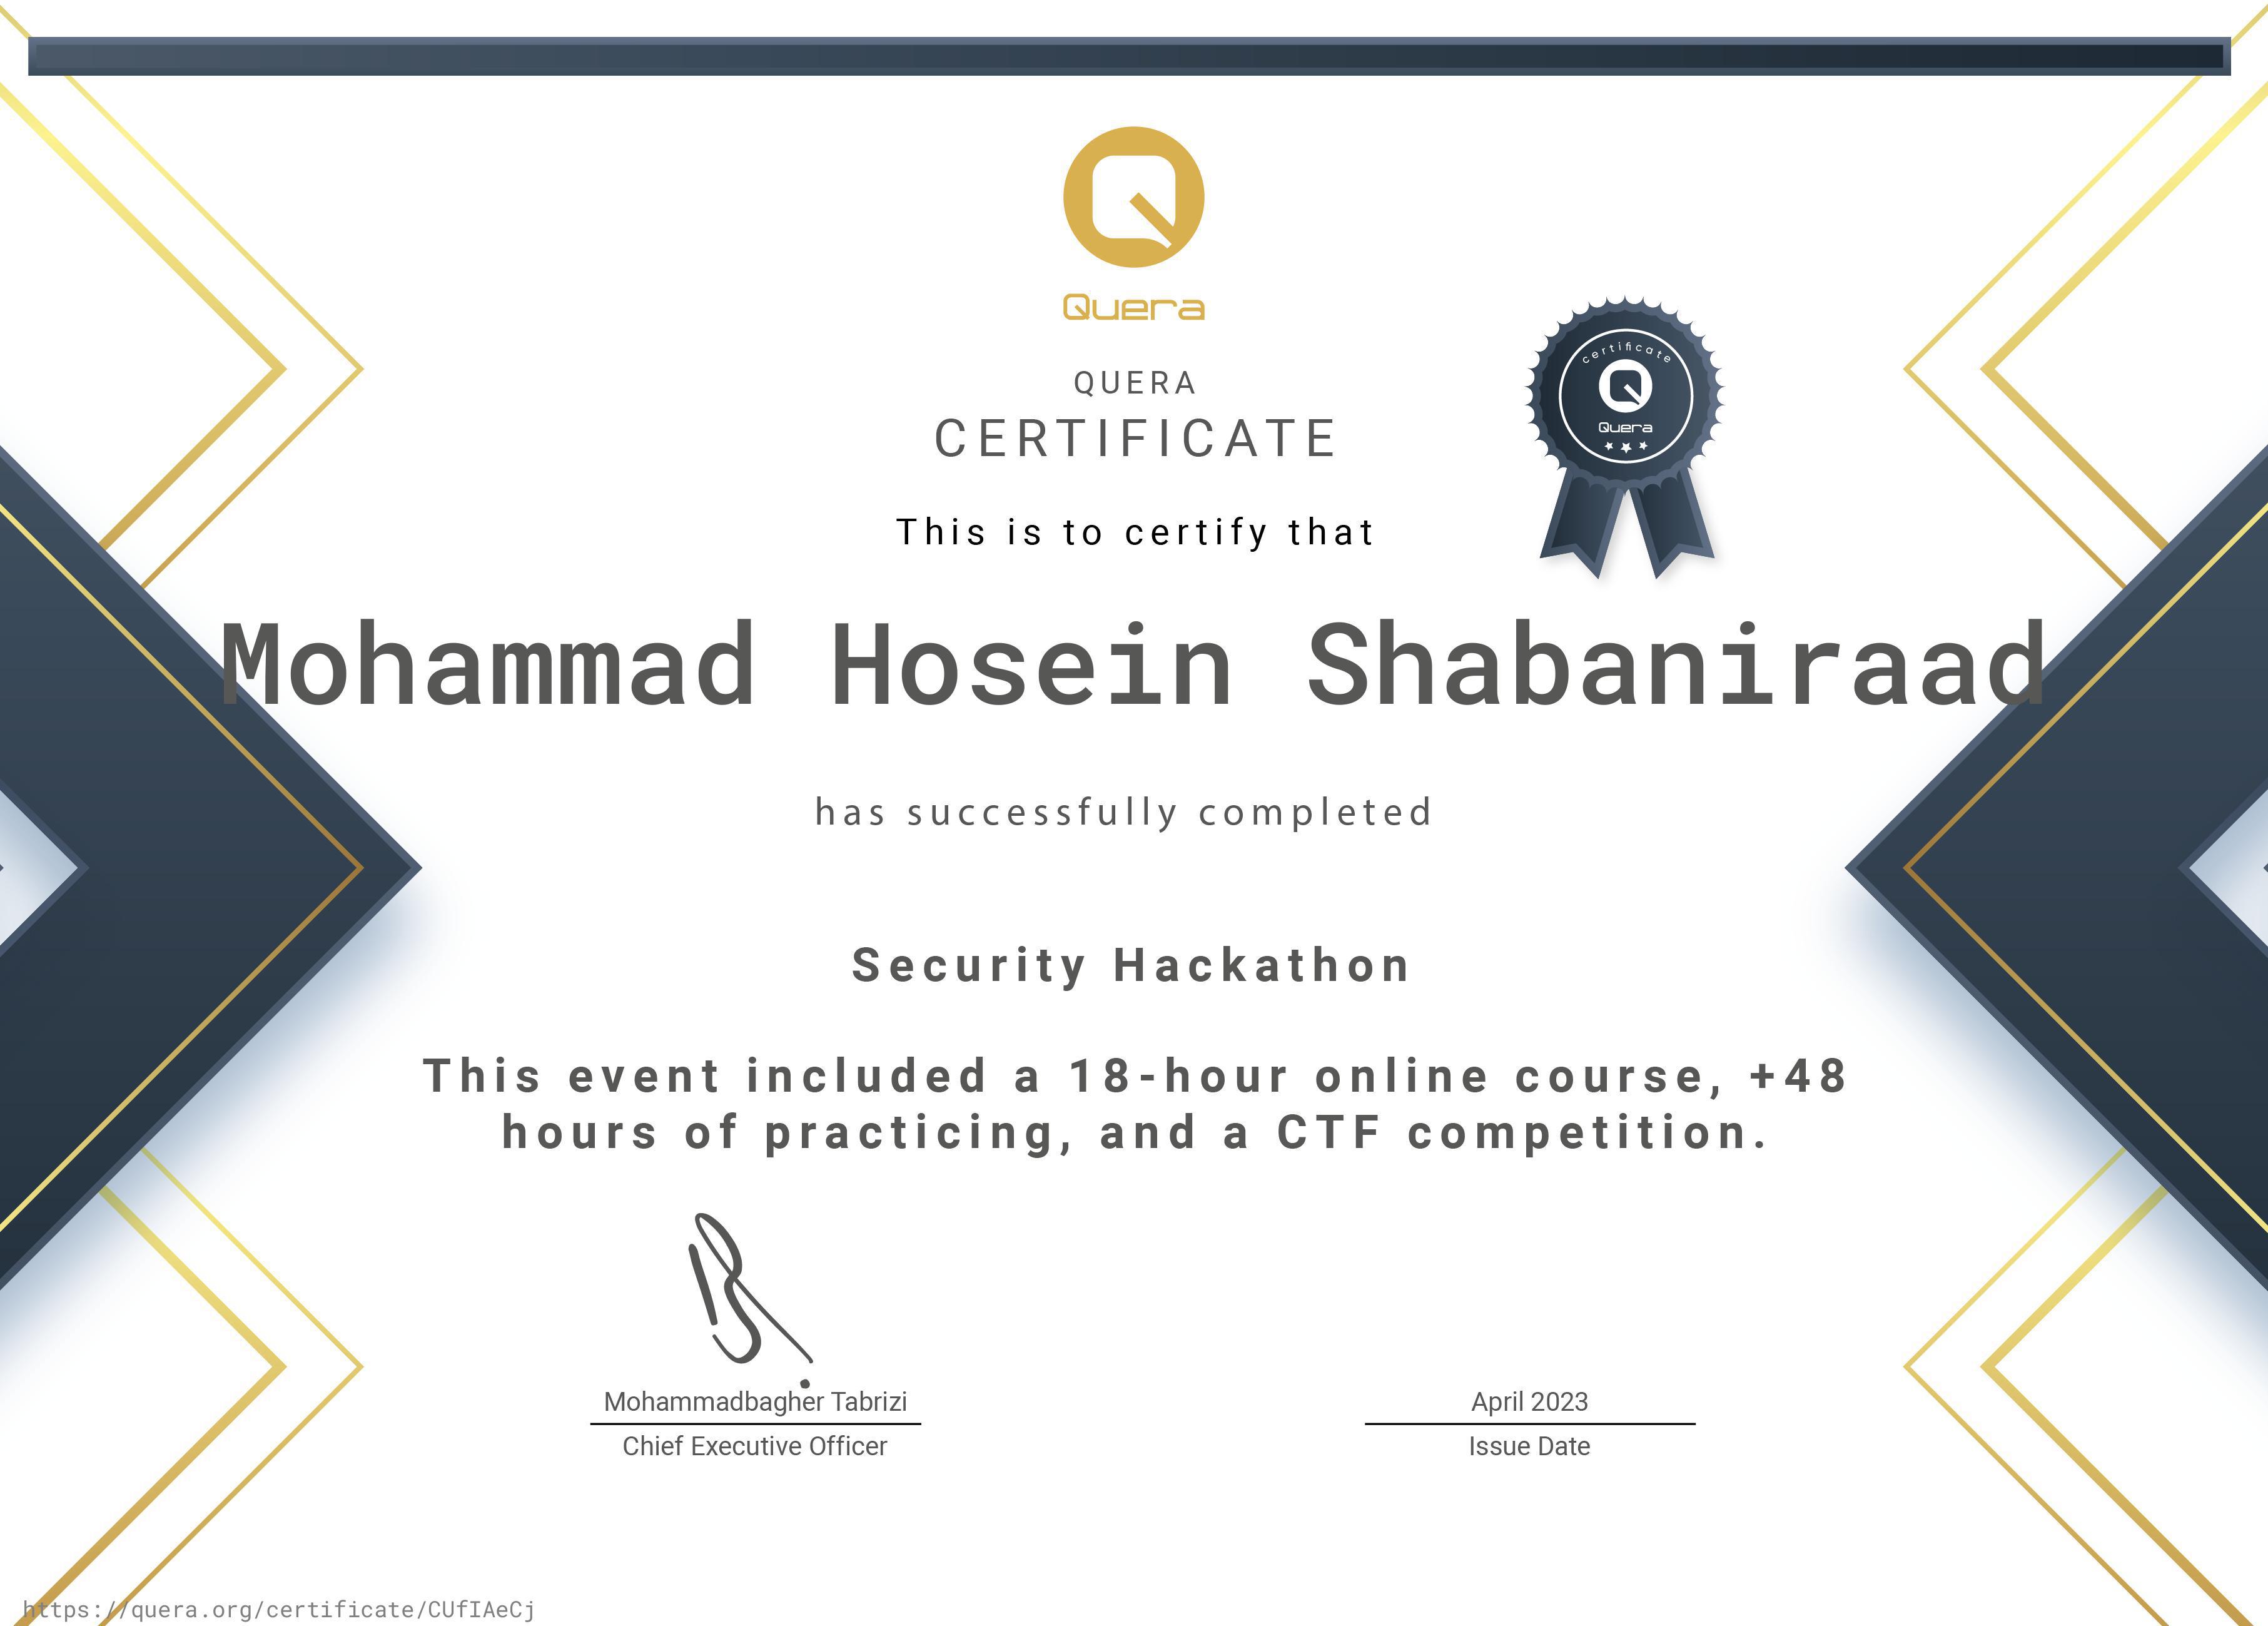 Quera
QUERA
CERTIFICATE
certificate
Quera
This is to certify that
Mohammad Hosein Shabaniraad
has successfully completed
Security Hackathon
This event included a 18-hour online course, +48
hours of practicing, and a CTF competition.
Mohammadbagher Tabrizi
Chief Executive Officer
April 2023
Issue Date
https://quera.org/certificate/CUfIAeCj